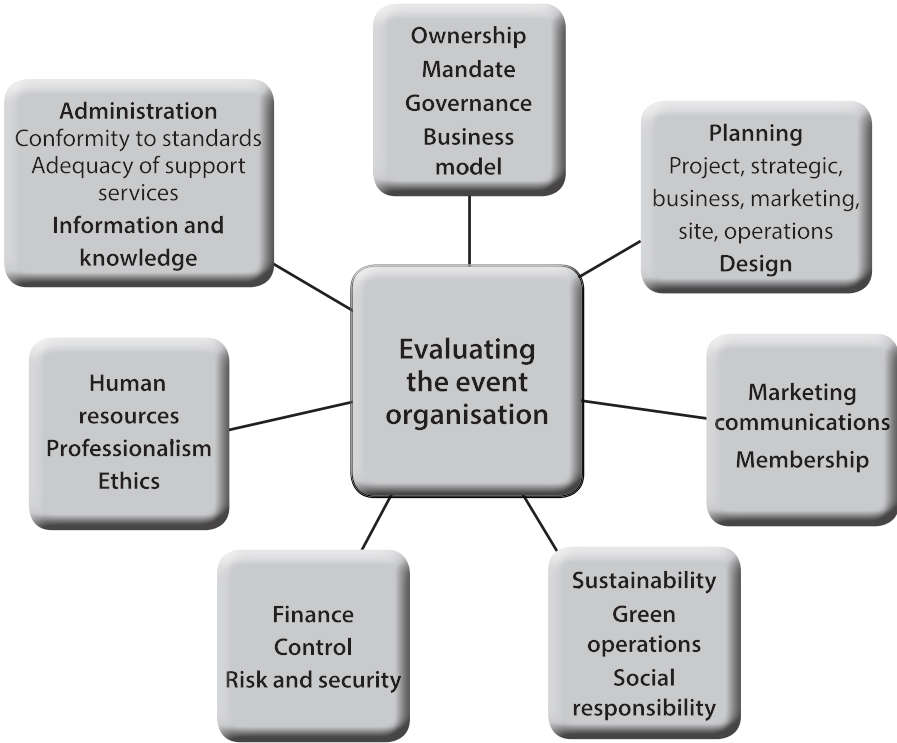 Ownership
Mandate
Governance
Business
model
Administration
Conformity to standards
Adequacy of support
services
Information and
knowledge
Planning
Project, strategic,
business, marketing,
site, operations
Design
Evaluating
the event
organisation
Human
resources
Professionalism
Ethics
Marketing
communications
Membership
Finance
Control
Risk and security
Sustainability
Green
operations
Social
responsibility